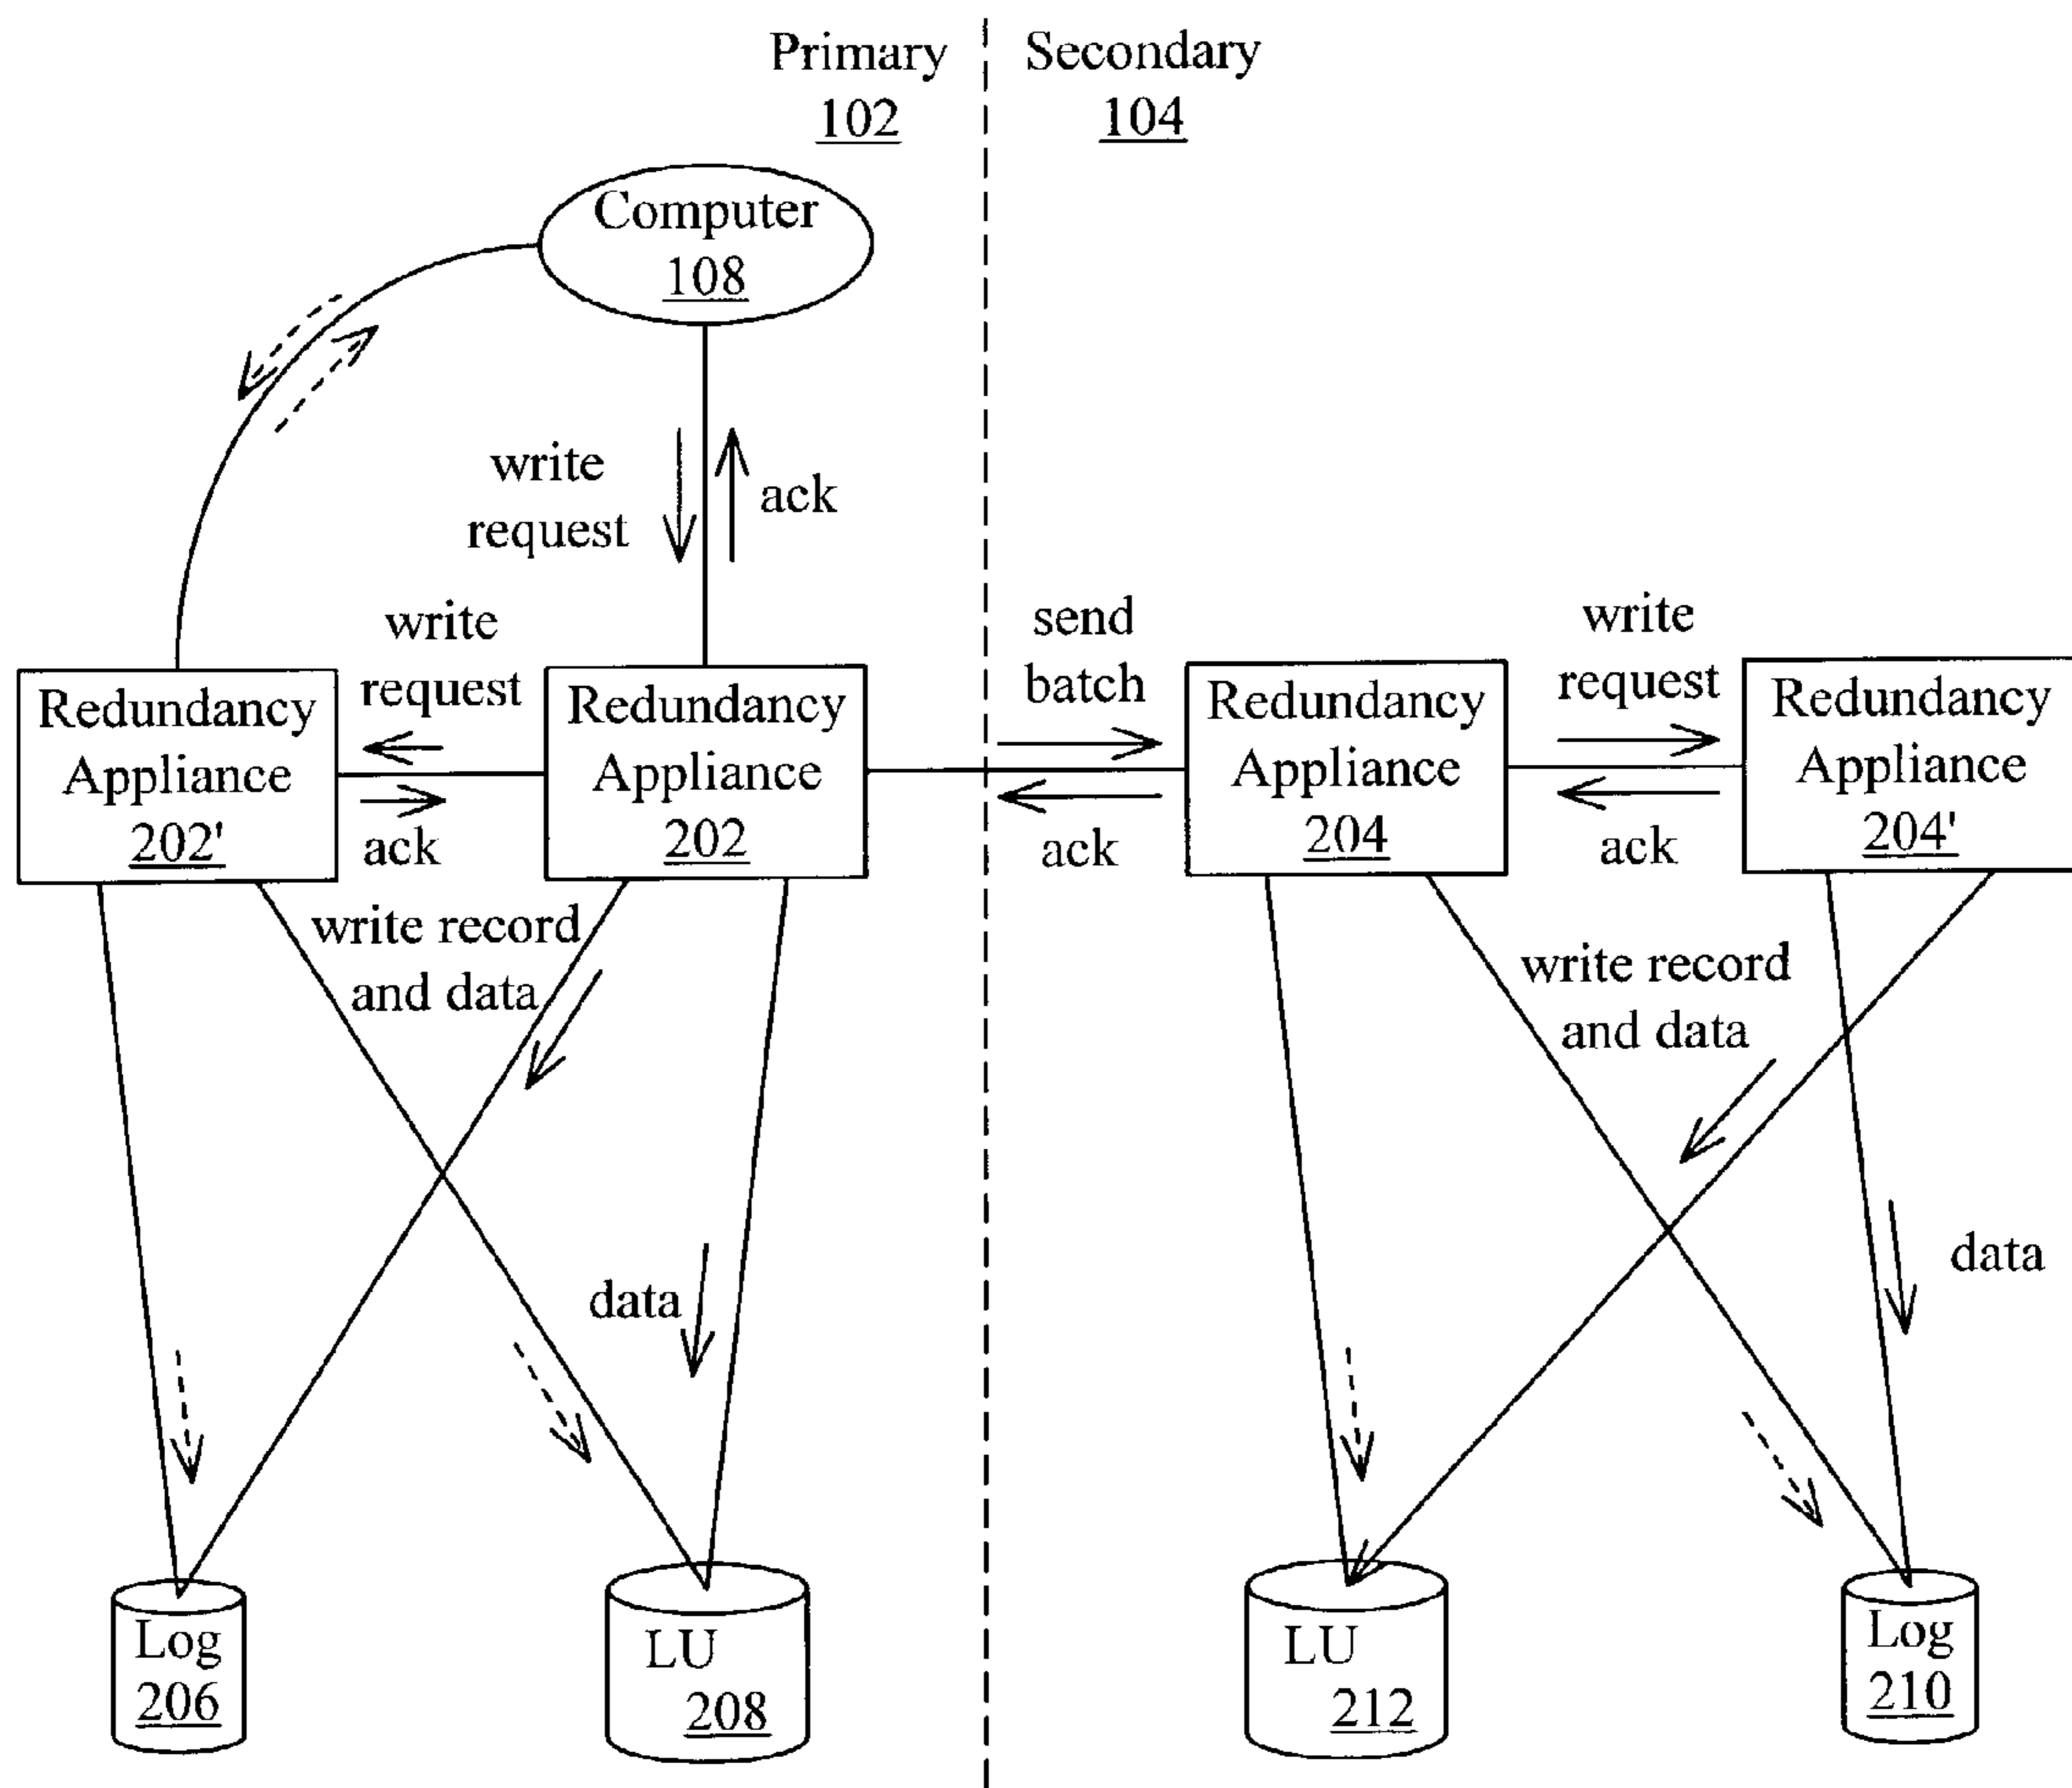 Primary
102
Secondary
104
Computer
108
write
request
ack
write
request
ack
Redundancy
Appliance
202'
Redundancy
Appliance
202
send
batch
ack
Redundancy
Appliance
204
write
request
ack
Redundancy
Appliance
204'
write record
and data
data
write record
and data
data
Log
206
LU
208
LU
212
Log
210